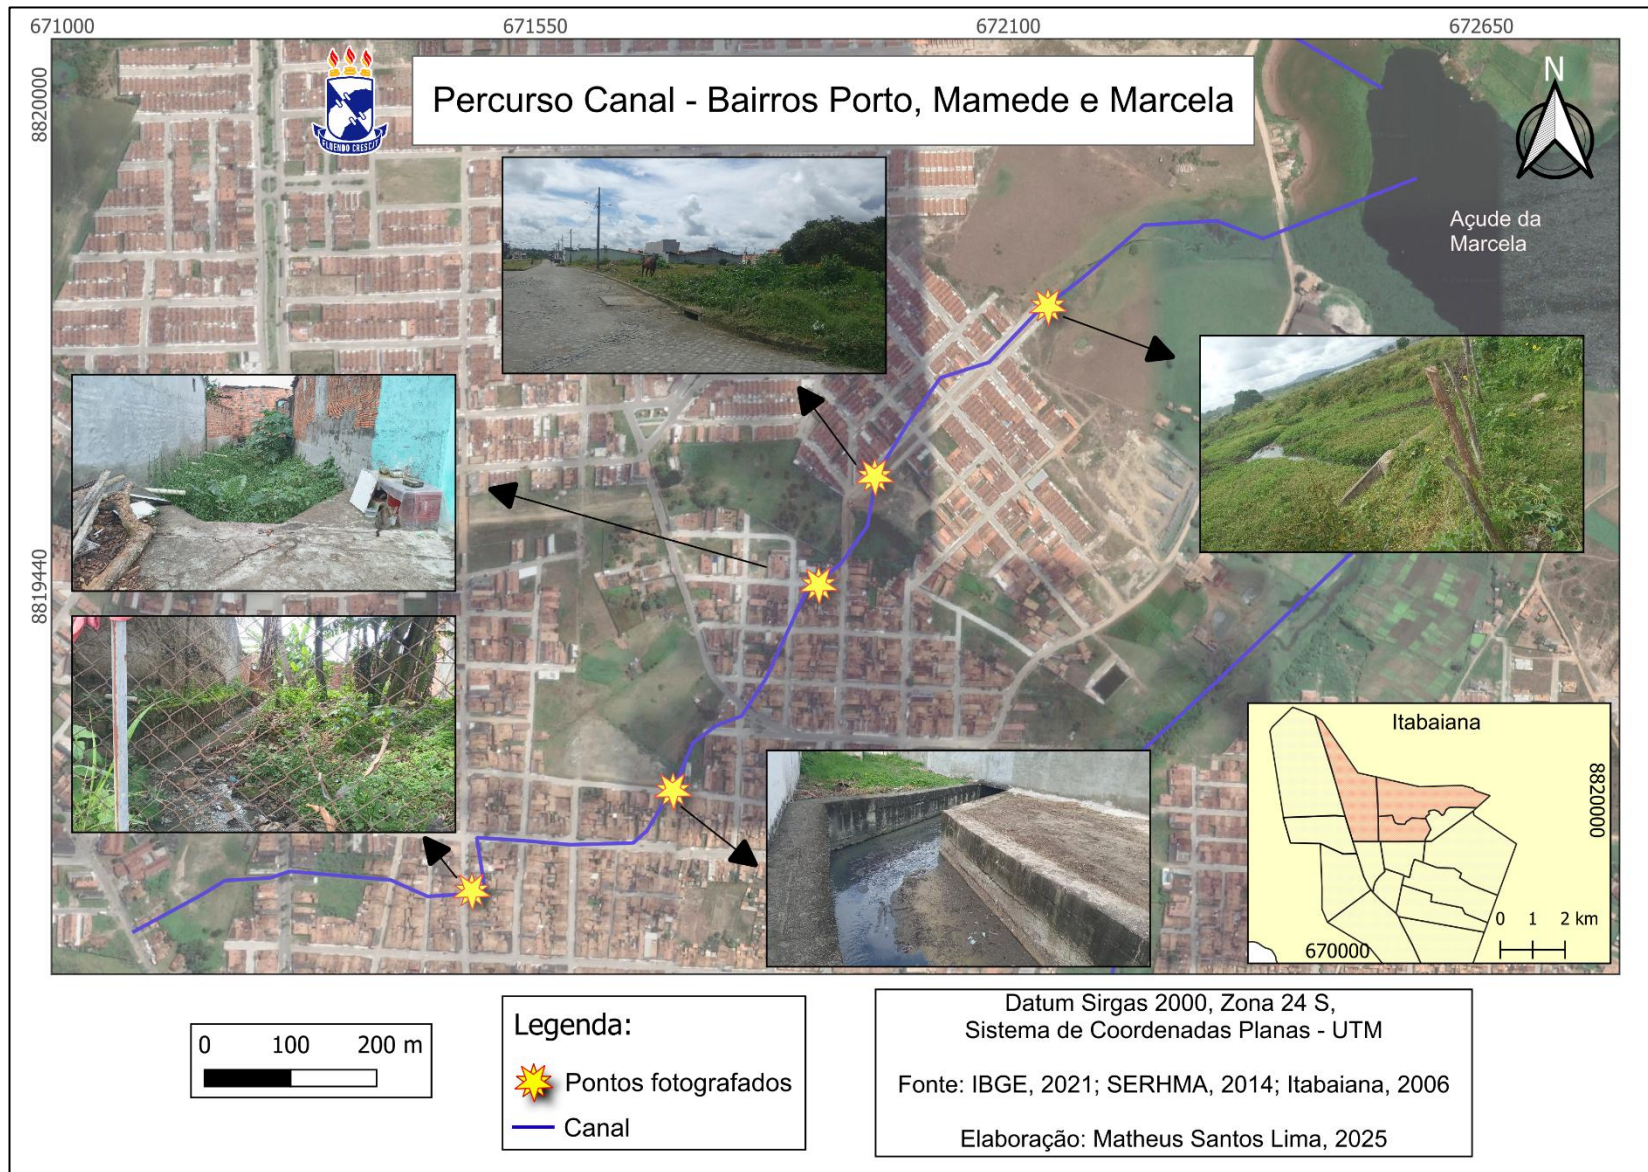 671000
671550
672100
672650
8820000
8819440
Percurso Canal - Bairros Porto, Mamede e Marcela
N
Açude da
Marcela
Itabaiana
8820000
670000
0 1 2 km
0 100 200 m
Legenda:
Pontos fotografados
Canal
Datum Sirgas 2000, Zona 24 S,
Sistema de Coordenadas Planas - UTM
Fonte: IBGE, 2021; SERHMA, 2014; Itabaiana, 2006
Elaboração: Matheus Santos Lima, 2025